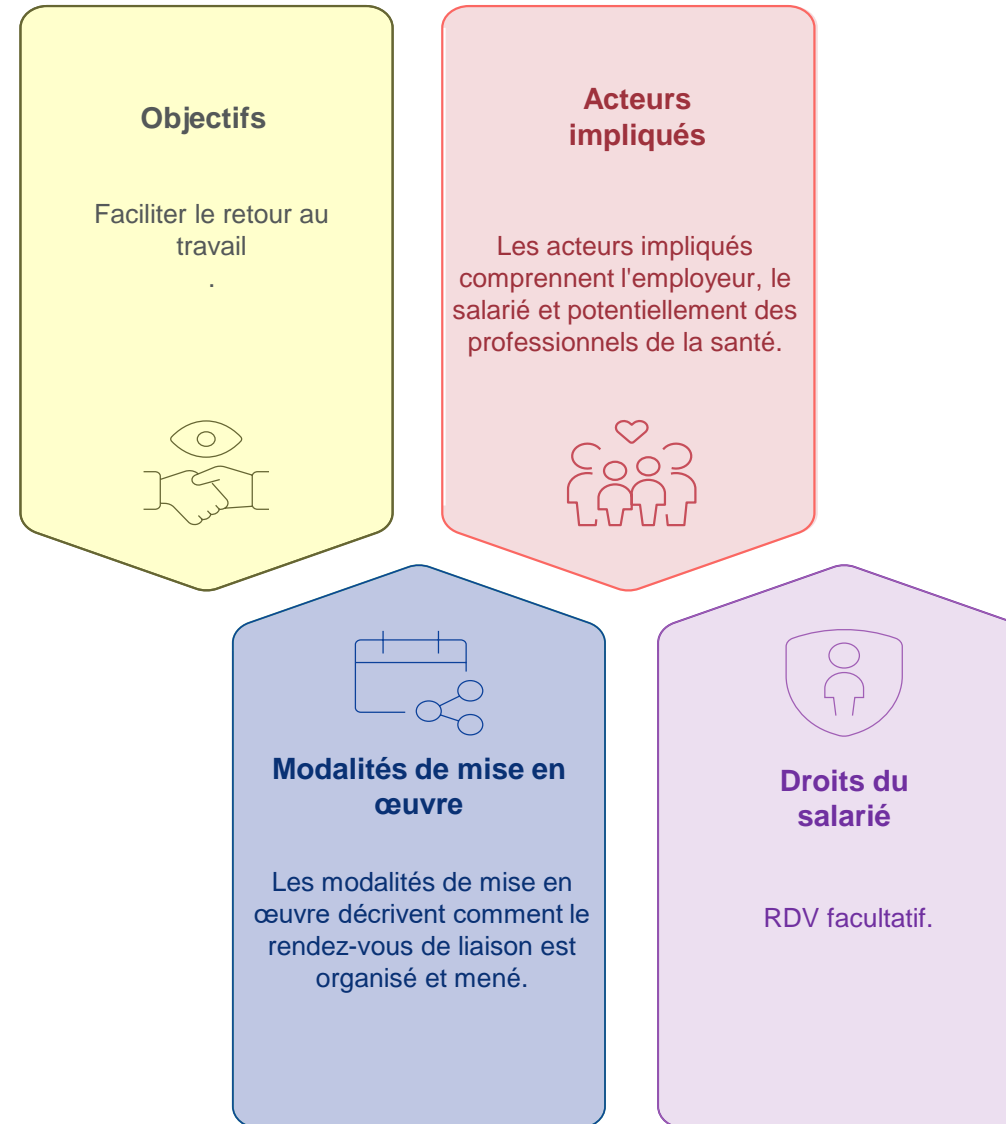 Objectifs
Faciliter le retour au
travail
.
Acteurs
impliqués
Les acteurs impliqués
comprennent l'employeur, le
salarié et potentiellement des
professionnels de la santé.
Modalités de mise en
œuvre
Les modalités de mise en
œuvre décrivent comment le
rendez-vous de liaison est
organisé et mené.
Droits du
salarié
RDV facultatif.